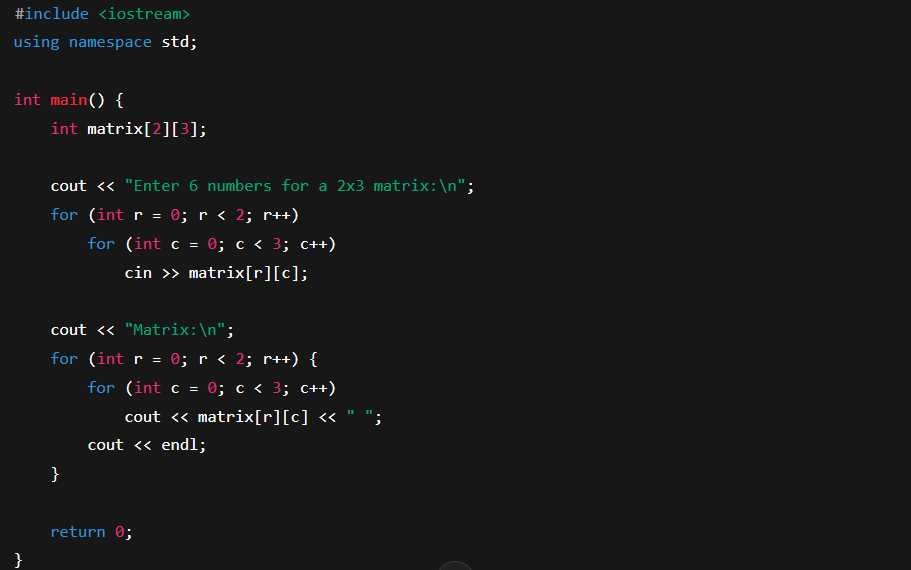 #include <iostream>
using namespace std;

int main() {
    int matrix[2][3];

    cout << "Enter 6 numbers for a 2x3 matrix:\n";
    for (int r = 0; r < 2; r++)
        for (int c = 0; c < 3; c++)
            cin >> matrix[r][c];

    cout << "Matrix:\n";
    for (int r = 0; r < 2; r++) {
        for (int c = 0; c < 3; c++)
            cout << matrix[r][c] << " ";
        cout << endl;
    }

    return 0;
}